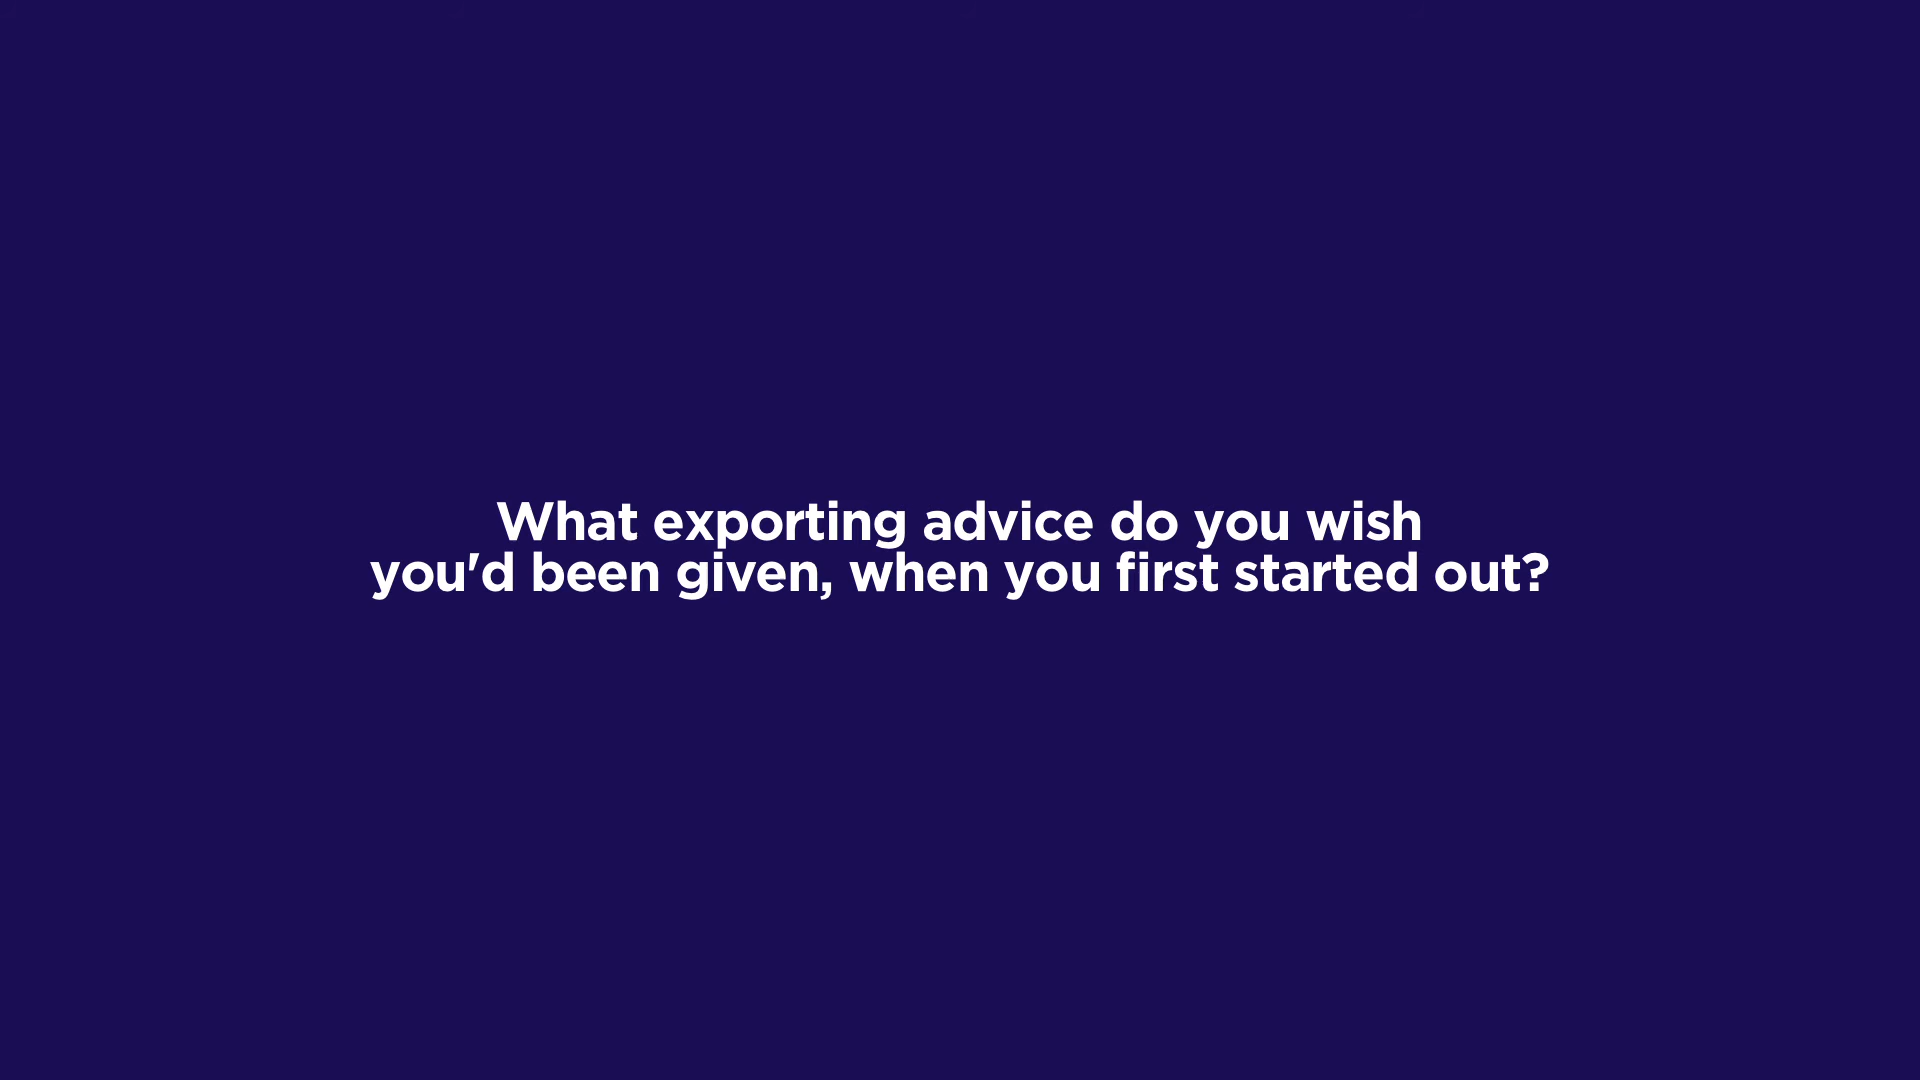 What exporting advice do you wish
you'd been given, when you first started out?